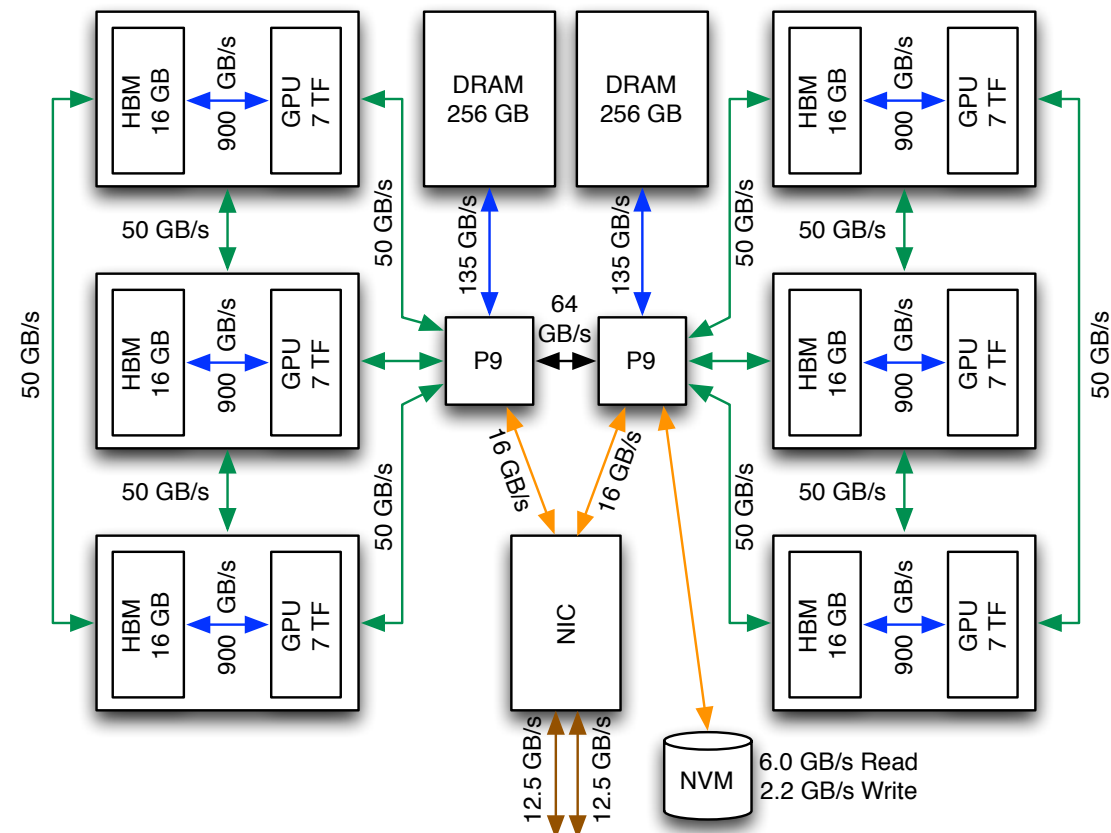 HBM
16 GB
900
GB/s
GPU
7 TF
DRAM
256 GB
DRAM
256 GB
HBM
16 GB
900
GB/s
GPU
7 TF
50 GB/s
50 GB/s
50 GB/s
135 GB/s
135 GB/s
50 GB/s
50 GB/s
50 GB/s
HBM
16 GB
900
GB/s
GPU
7 TF
P9
64
GB/s
P9
HBM
16 GB
900
GB/s
GPU
7 TF
50 GB/s
50 GB/s
16 GB/s
16 GB/s
50 GB/s
50 GB/s
HBM
16 GB
900
GB/s
GPU
7 TF
NIC
HBM
16 GB
900
GB/s
GPU
7 TF
12.5 GB/s
12.5 GB/s
NVM
6.0 GB/s Read
2.2 GB/s Write